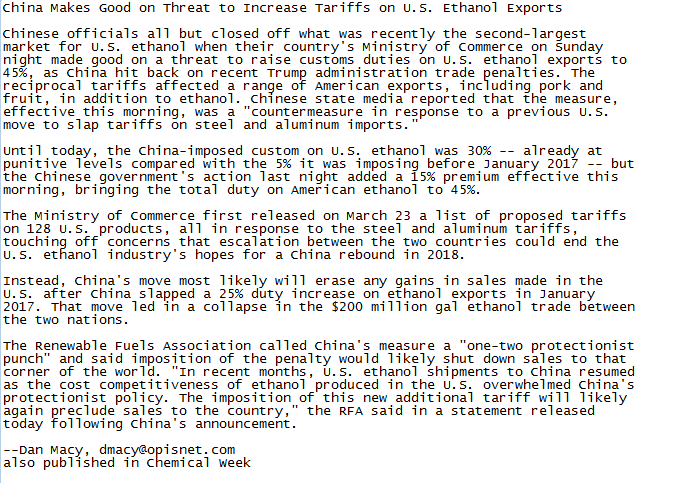 China Makes Good on Threat to Increase Tariffs on U.S. Ethanol Exports
Chinese officials all but closed off what was recently the second-largest
market for U.S. ethanol when their country's Ministry of Commerce on Sunday
night made good on a threat to raise customs duties on U.S. ethanol exports to
45%, as China hit back on recent Trump administration trade penalties. The
reciprocal tariffs affected a range of American exports, including pork and
fruit, in addition to ethanol. Chinese state media reported that the measure,
effective this morning, was a "countermeasure in response to a previous U.S.
move to slap tariffs on steel and aluminum imports."
Until today, the China-imposed custom on U.S. ethanol was 30% -- already at
punitive levels compared with the 5% it was imposing before January 2017 -- but
the Chinese government's action last night added a 15% premium effective this
morning, bringing the total duty on American ethanol to 45%.
The Ministry of Commerce first released on March 23 a list of proposed tariffs
on 128 U.S. products, all in response to the steel and aluminum tariffs,
touching off concerns that escalation between the two countries could end the
U.S. ethanol industry's hopes for a China rebound in 2018.
Instead, China's move most likely will erase any gains in sales made in the
U.S. after China slapped a 25% duty increase on ethanol exports in January
2017. That move led in a collapse in the $200 million gal ethanol trade between
the two nations.
The Renewable Fuels Association called China's measure a "one-two protectionist
punch" and said imposition of the penalty would likely shut down sales to that
corner of the world. "In recent months, U.S. ethanol shipments to China resumed
as the cost competitiveness of ethanol produced in the U.S. overwhelmed China's
protectionist policy. The imposition of this new additional tariff will likely
again preclude sales to the country," the RFA said in a statement released
today following China's announcement.
--Dan Macy, dmacy@opisnet.com
also published in Chemical Week